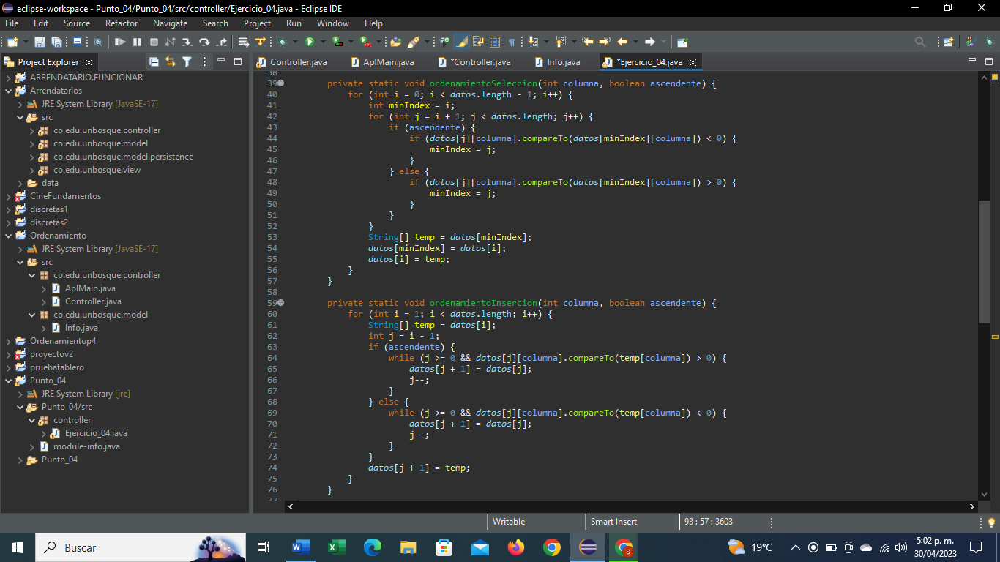 eclipse-workspace - Punto_04/Punto_04/src/controller/Ejercicio_04.java - Eclipse IDE
File Edit Source Refactor Navigate Search Project Run Window Help
Project Explorer
ARRENDATARIO.FUNCIONAR
Arrendatarios
JRE System Library [JavaSE-17]
src
co.edu.unbosque.controller
co.edu.unbosque.model
co.edu.unbosque.model.persistence
co.edu.unbosque.view
data
CineFundamentos
discretas1
discretas2
Ordenamiento
JRE System Library [JavaSE-17]
src
co.edu.unbosque.controller
AplMain.java
Controller.java
co.edu.unbosque.model
Info.java
Ordenamientop4
proyectov2
pruebatablero
Punto_04
JRE System Library [jre]
Punto_04/src
controller
Ejercicio_04.java
module-info.java
Punto_04
Controller.java AplMain.java *Controller.java Info.java *Ejercicio_04.java
38
39 private static void ordenamientoSeleccion(int columna, boolean ascendente) {
40 for (int i = 0; i < datos.length - 1; i++) {
41 int minIndex = i;
42 for (int j = i + 1; j < datos.length; j++) {
43 if (ascendente) {
44 if (datos[j][columna].compareTo(datos[minIndex][columna]) < 0) {
45 minIndex = j;
46 }
47 } else {
48 if (datos[j][columna].compareTo(datos[minIndex][columna]) > 0) {
49 minIndex = j;
50 }
51 }
52 }
53 String[] temp = datos[minIndex];
54 datos[minIndex] = datos[i];
55 datos[i] = temp;
56 }
57 }
58
59 private static void ordenamientoInsercion(int columna, boolean ascendente) {
60 for (int i = 1; i < datos.length; i++) {
61 String[] temp = datos[i];
62 int j = i - 1;
63 if (ascendente) {
64 while (j >= 0 && datos[j][columna].compareTo(temp[columna]) > 0) {
65 datos[j + 1] = datos[j];
66 j--;
67 }
68 } else {
69 while (j >= 0 && datos[j][columna].compareTo(temp[columna]) < 0) {
70 datos[j + 1] = datos[j];
71 j--;
72 }
73 }
74 datos[j + 1] = temp;
75 }
76 }
77
Writable Smart Insert 93 : 57 : 3603
Buscar
19°C
5:02 p. m.
30/04/2023